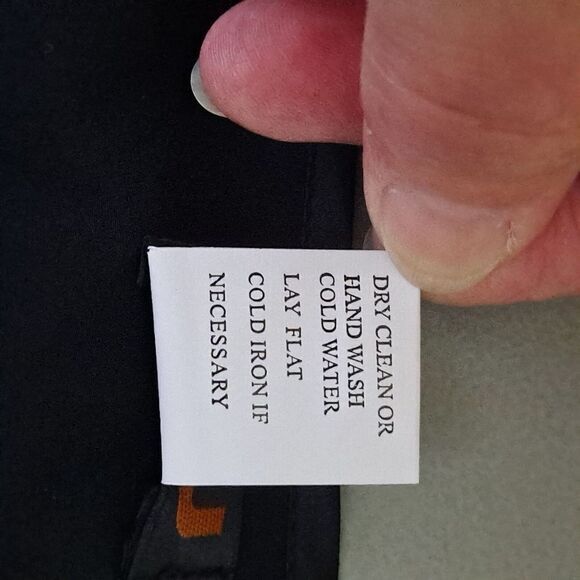 DRY CLEAN OR
HAND WASH
COLD WATER
LAY FLAT
COLD IRON IF
NECESSARY